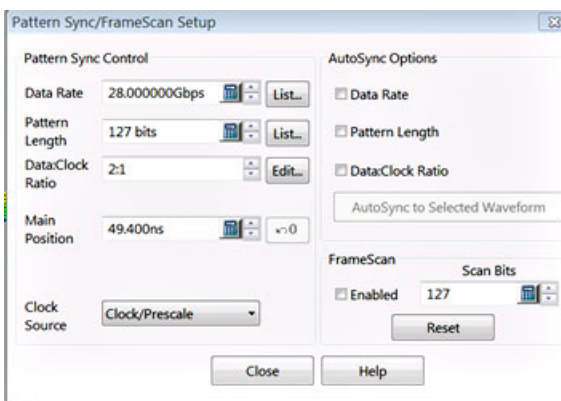 Pattern Sync/FrameScan Setup
Pattern Sync Control
Data Rate 28.000000Gbps List...
Pattern Length 127 bits List...
Data:Clock Ratio 2:1 Edit...
Main Position 49.400ns 0
Clock Source Clock/Prescale
AutoSync Options
Data Rate
Pattern Length
Data:Clock Ratio
AutoSync to Selected Waveform
FrameScan
Scan Bits
Enabled 127
Reset
Close Help